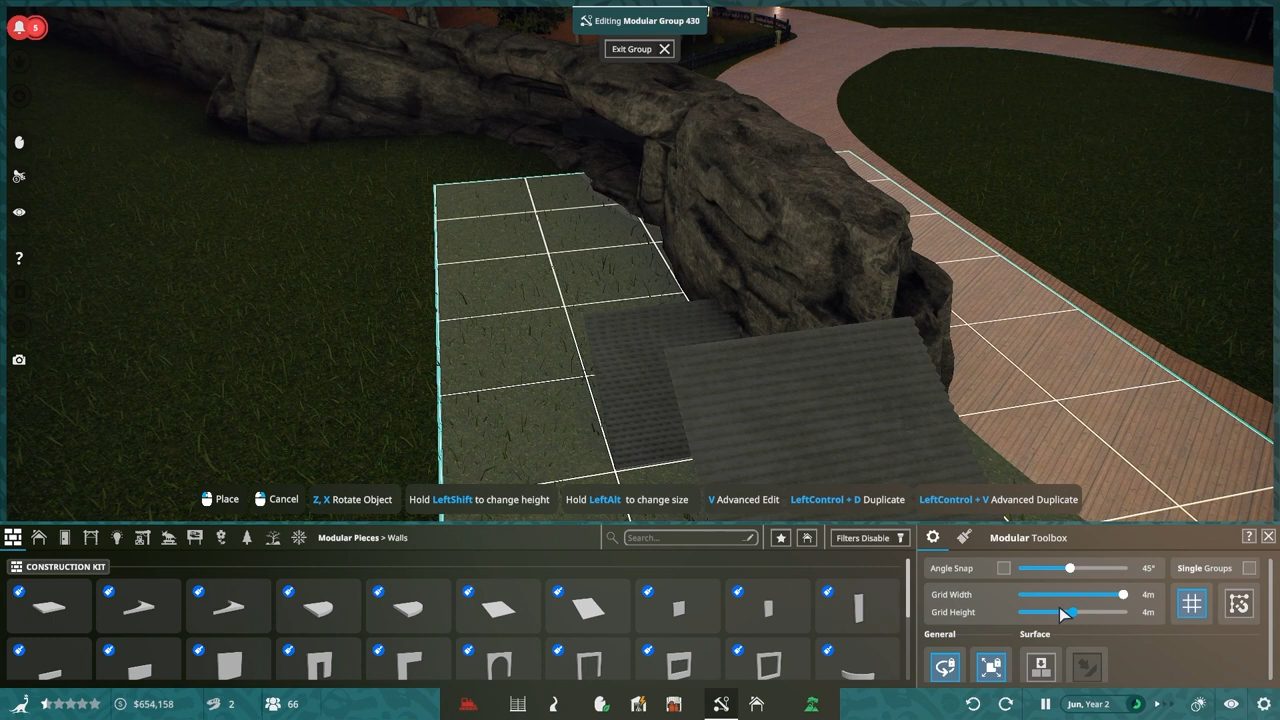 5
Editing Modular Group 430
Exit Group
?
Place
Cancel
Z, X Rotate Object
Hold LeftShift to change height
Hold LeftAlt to change size
V Advanced Edit
LeftControl + D Duplicate
LeftControl + V Advanced Duplicate
Modular Pieces > Walls
Search...
Filters Disable
Modular Toolbox
?
CONSTRUCTION KIT
Angle Snap
45°
Single Groups
Grid Width
4m
Grid Height
4m
General
Surface
$654,158
2
66
Jun, Year 2